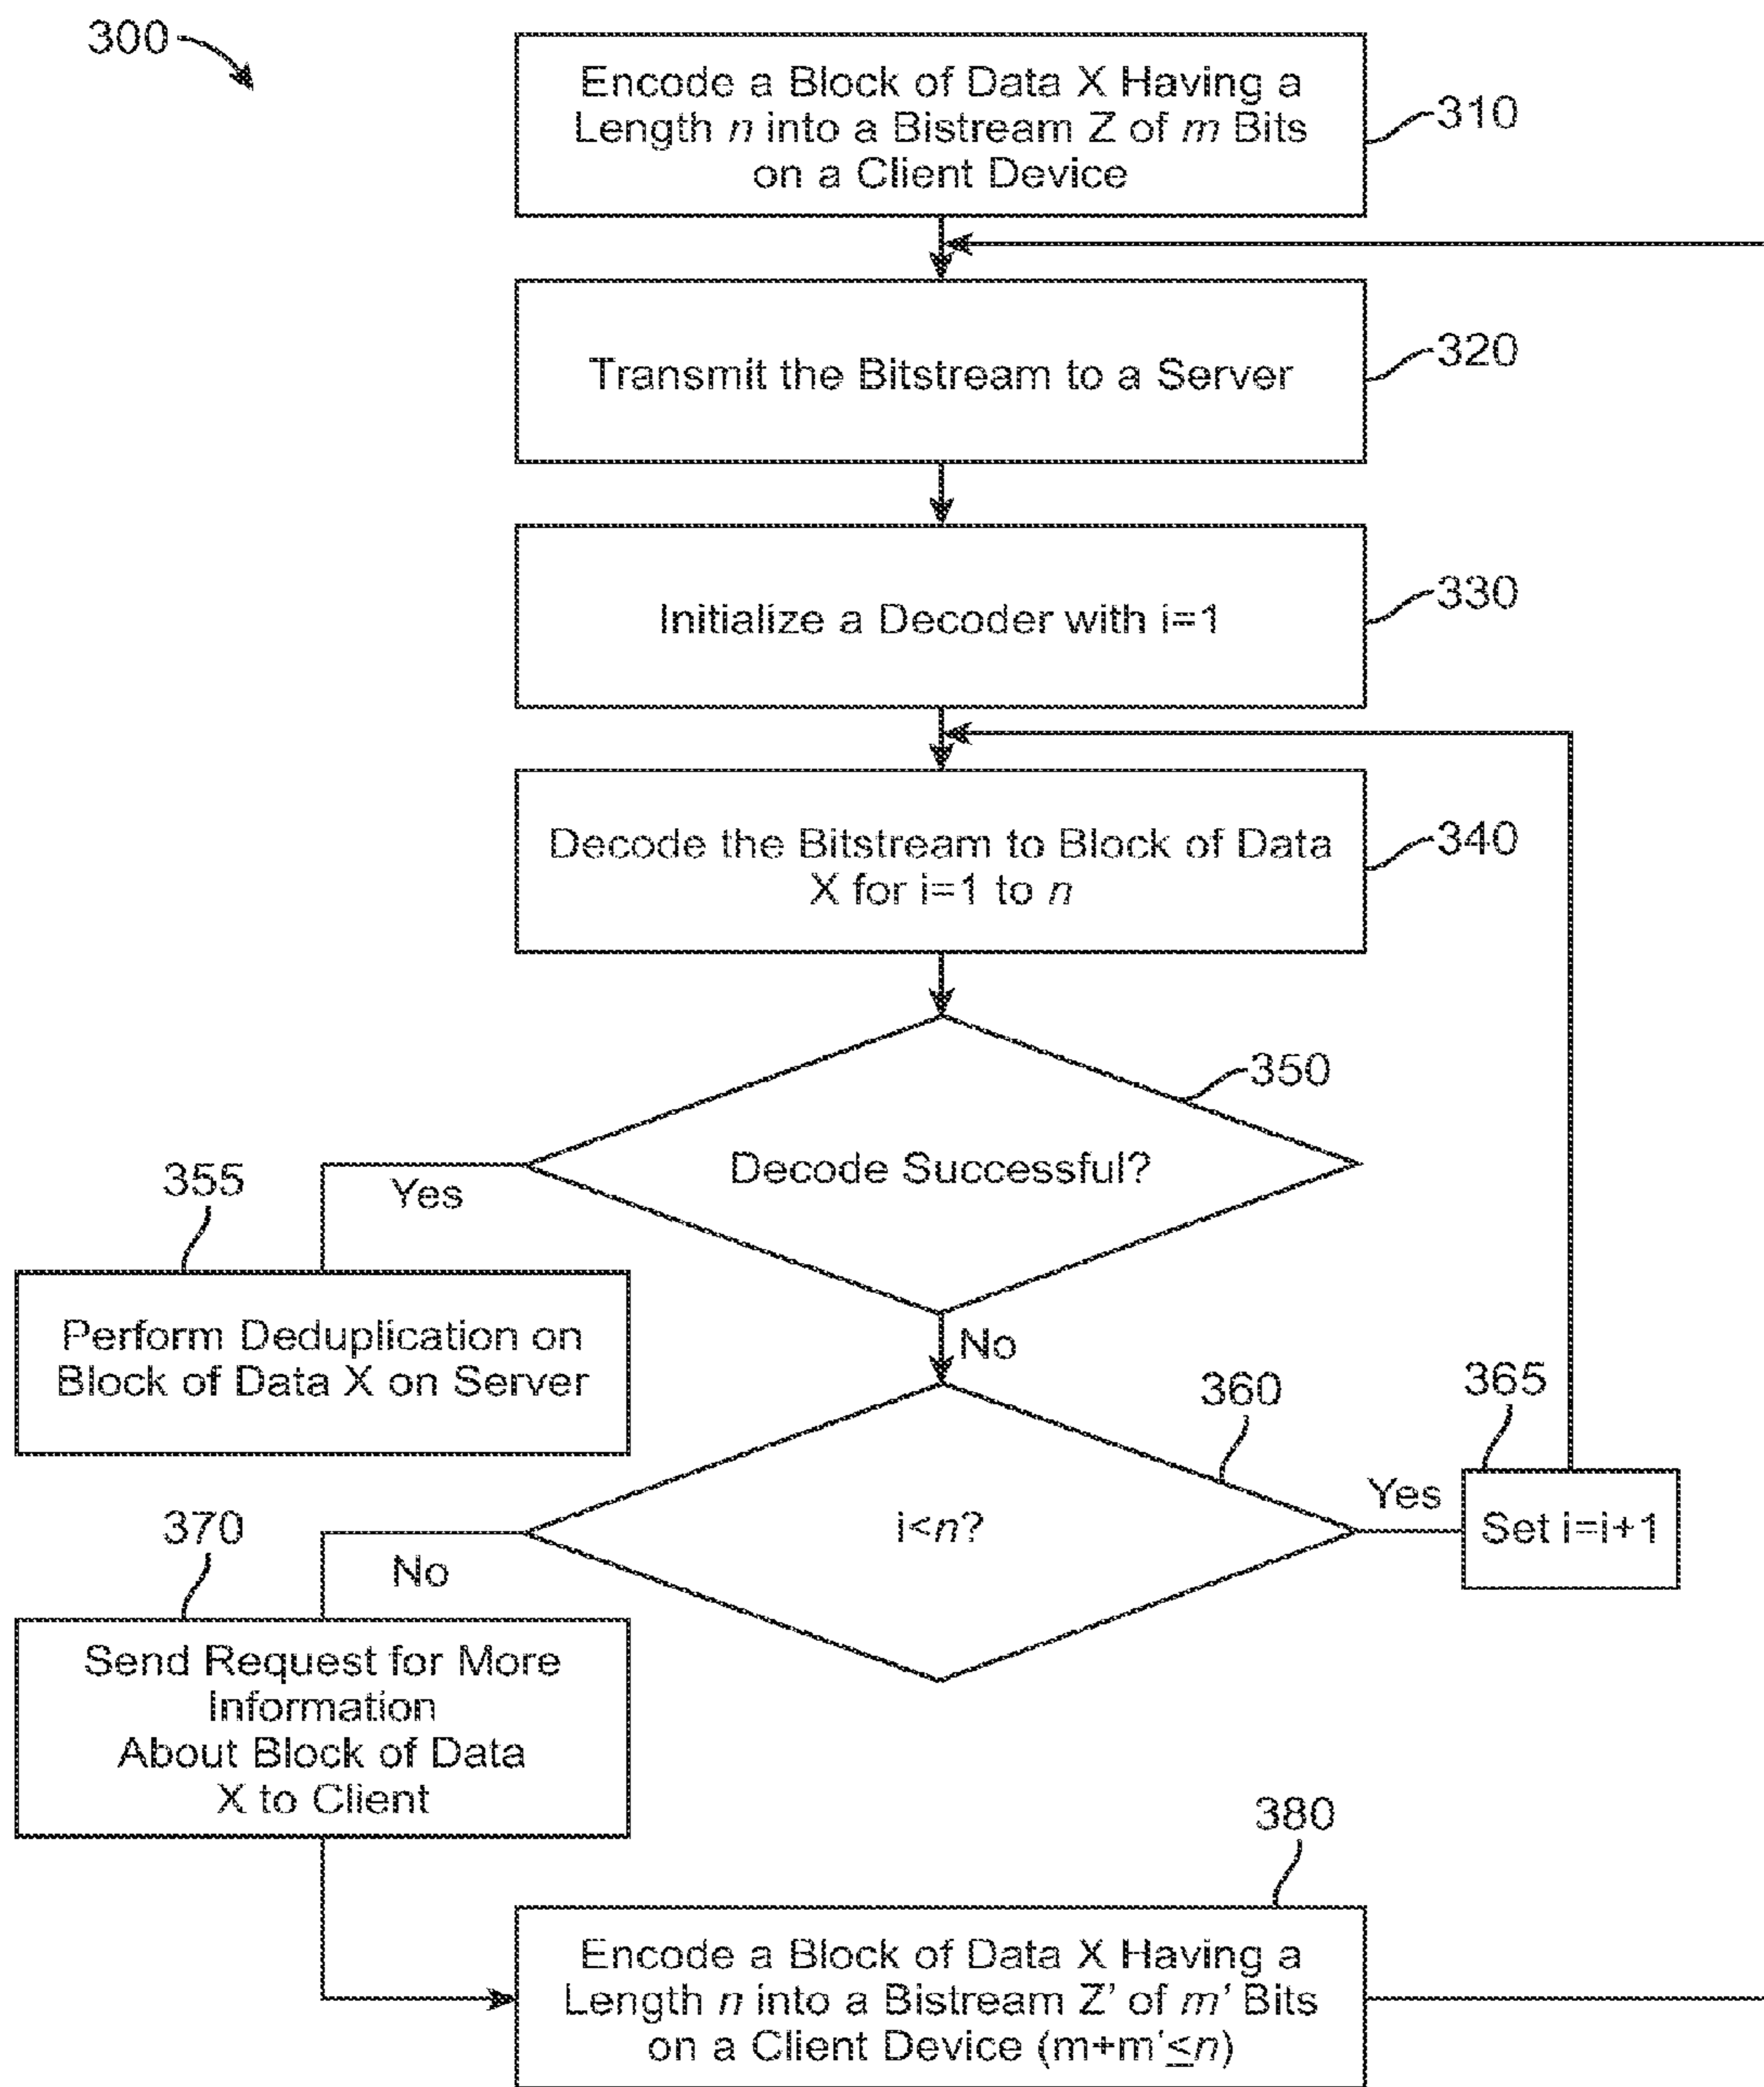 300
Encode a Block of Data X Having a
Length n into a Bistream Z of m Bits
on a Client Device
310
Transmit the Bitstream to a Server
320
Initialize a Decoder with i=1
330
Decode the Bitstream to Block of Data
X for i=1 to n
340
350
Decode Successful?
355
Yes
Perform Deduplication on
Block of Data X on Server
No
360
365
i<n?
Yes
Set i=i+1
370
No
Send Request for More
Information
About Block of Data
X to Client
380
Encode a Block of Data X Having a
Length n into a Bistream Z' of m' Bits
on a Client Device (m+m'≤n)